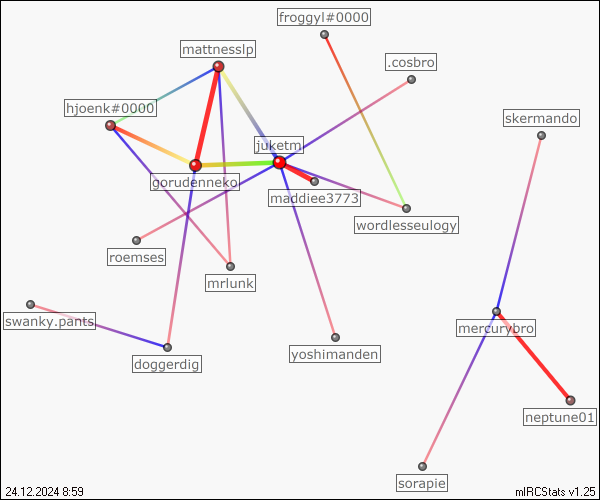 froggyl#0000
mattnesslp
.cosbro
hjoenk#0000
skermando
juketm
gorudenneko
maddiee3773
wordlesseulogy
roemses
mrlunk
swanky.pants
mercurybro
yoshimanden
doggerdig
neptune01
sorapie
24.12.2024 8:59
mIRCStats v1.25